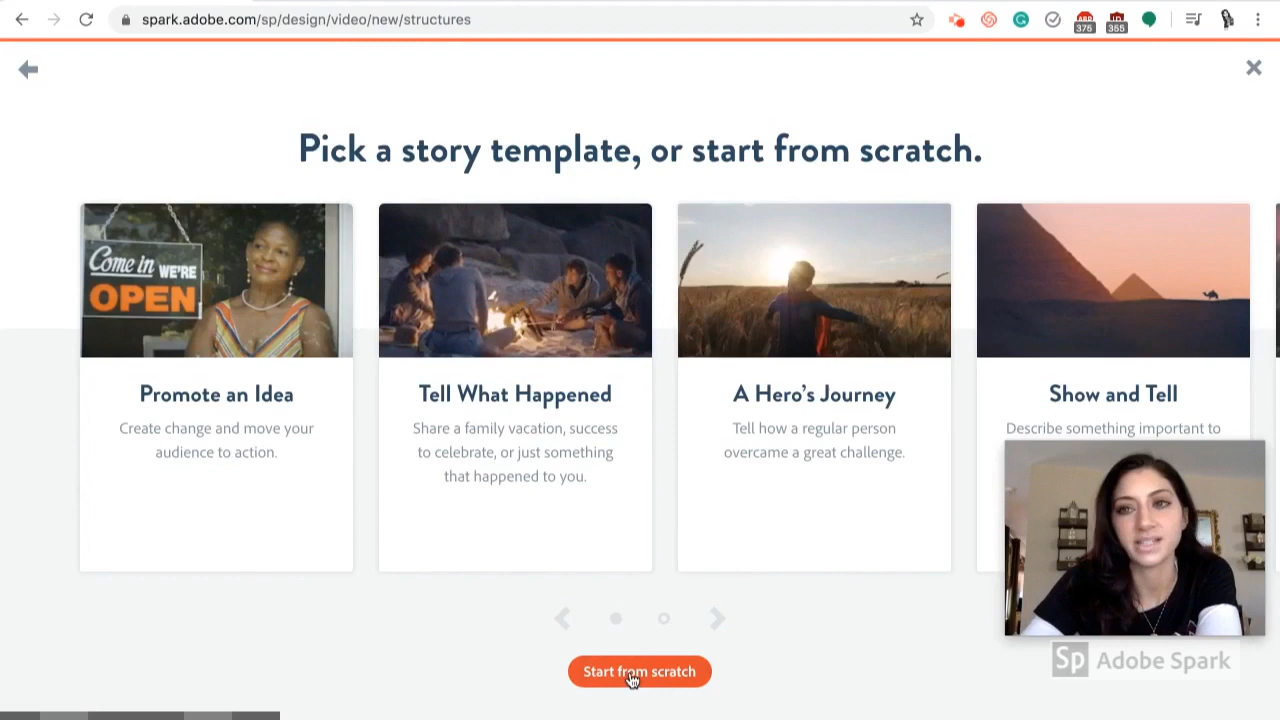 spark.adobe.com/sp/design/video/new/structures
375
355
Pick a story template, or start from scratch.
Come in WE'RE
OPEN
Promote an Idea
Create change and move your
audience to action.
Tell What Happened
Share a family vacation, success
to celebrate, or just something
that happened to you.
A Hero's Journey
Tell how a regular person
overcame a great challenge.
Show and Tell
Describe something important to
Start from scratch
Sp Adobe Spark